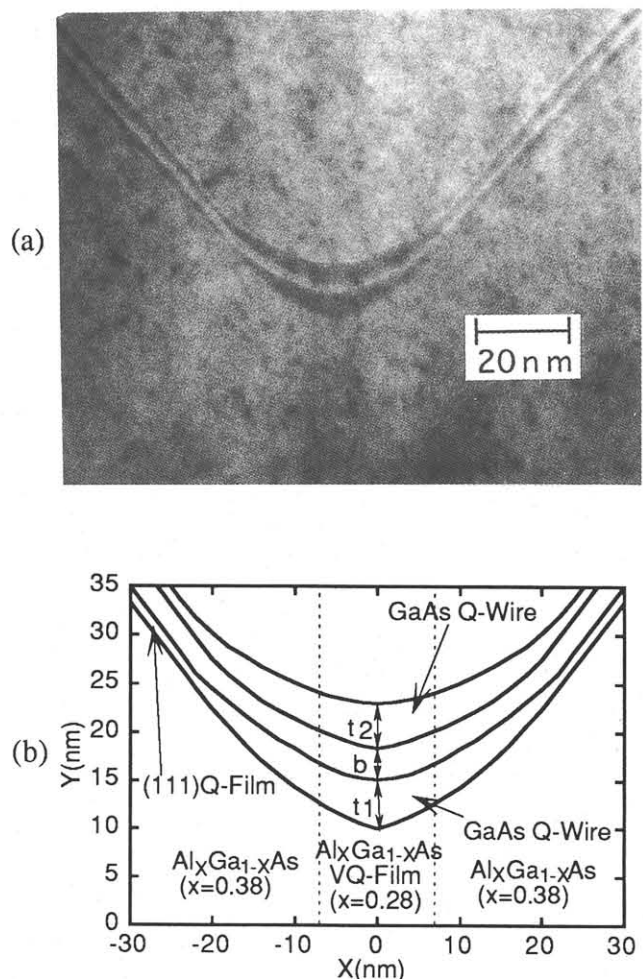 (a)
20 nm
(b)
Y(nm)
35
30
25
20
15
10
5
0
GaAs Q-Wire
t2
b
t1
(111)Q-Film
GaAs Q-Wire
AlXGa1-XAs
(x=0.38)
AlXGa1-XAs
VQ-Film
(x=0.28)
AlXGa1-XAs
(x=0.38)
-30
-20
-10
0
10
20
30
X(nm)